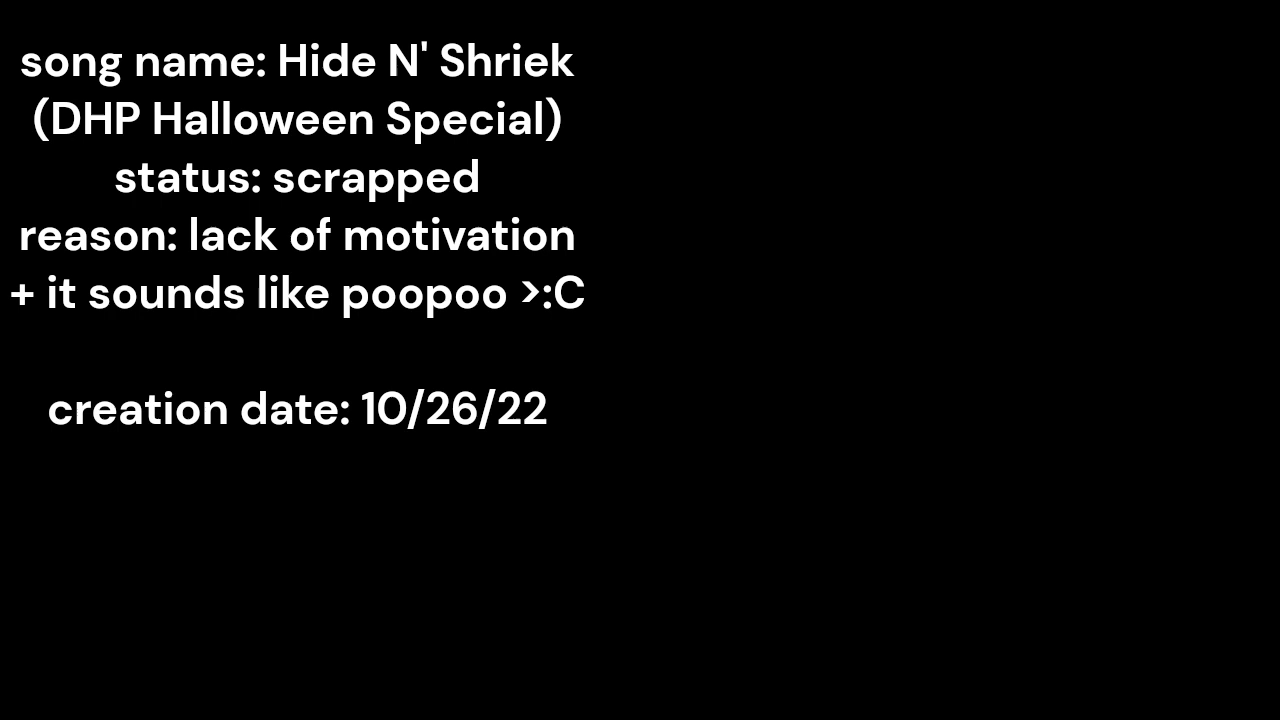 song name: Hide N' Shriek
(DHP Halloween Special)
status: scrapped
reason: lack of motivation
+ it sounds like poopoo >:C
creation date: 10/26/22